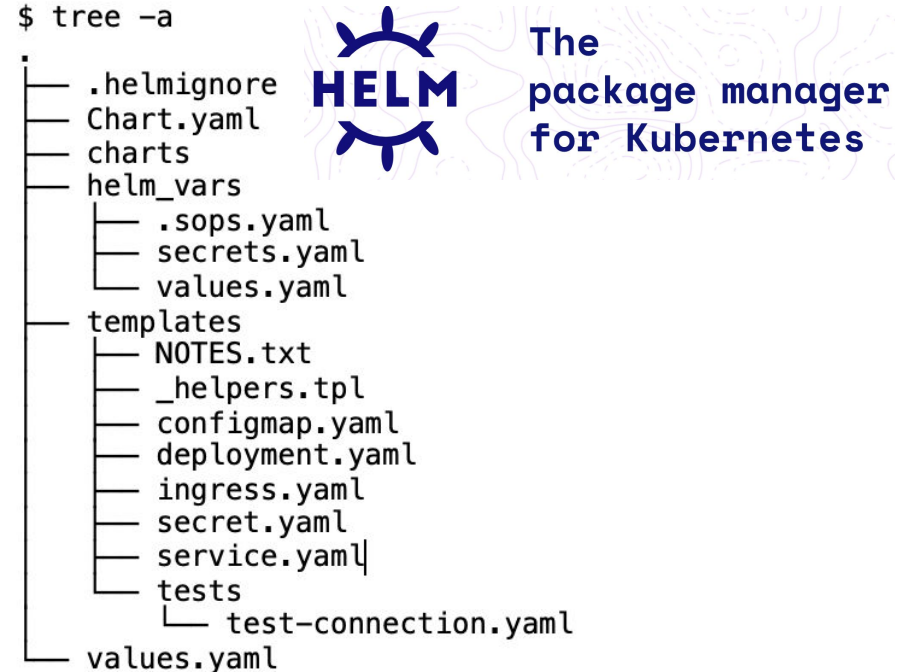 $ tree -a
.
├── .helmignore
├── Chart.yaml
├── charts
├── helm_vars
│   ├── .sops.yaml
│   ├── secrets.yaml
│   └── values.yaml
├── templates
│   ├── NOTES.txt
│   ├── _helpers.tpl
│   ├── configmap.yaml
│   ├── deployment.yaml
│   ├── ingress.yaml
│   ├── secret.yaml
│   ├── service.yaml
│   └── tests
│       └── test-connection.yaml
└── values.yaml
HELM
The
package manager
for Kubernetes